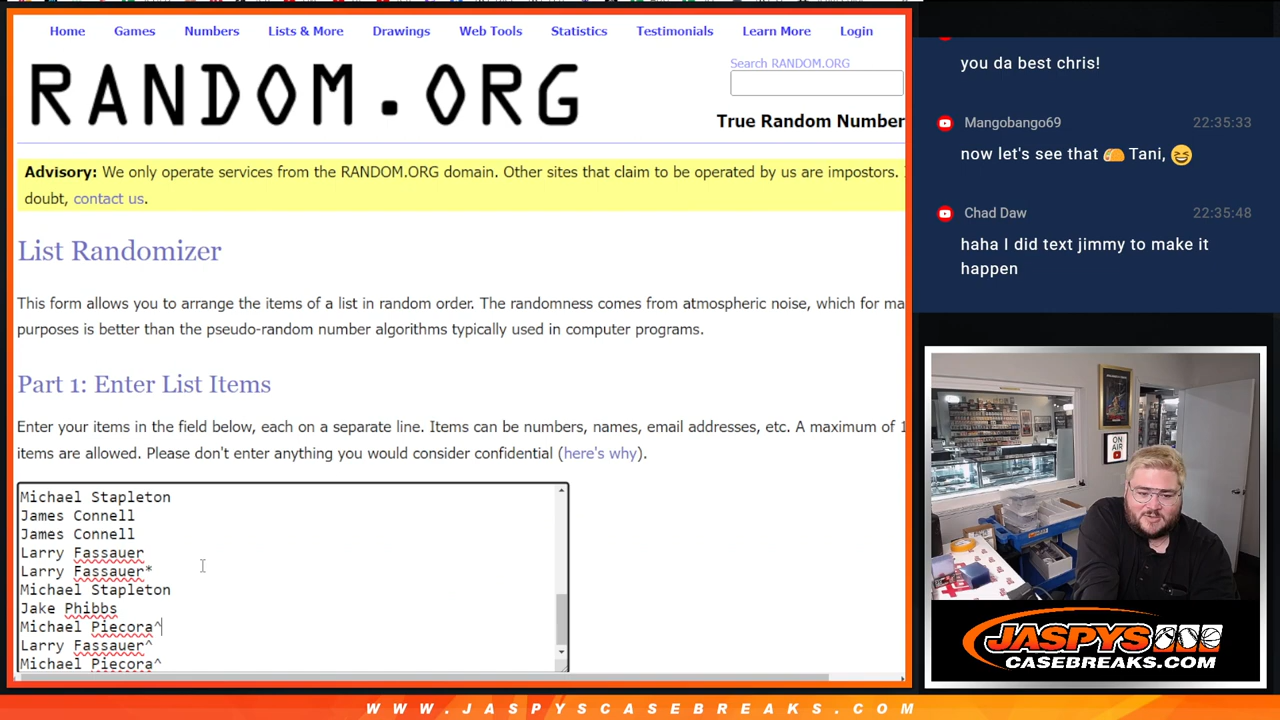 Home Games Numbers Lists & More Drawings Web Tools Statistics Testimonials Learn More Login
RANDOM.ORG
Search RANDOM.ORG
True Random Number
Advisory: We only operate services from the RANDOM.ORG domain. Other sites that claim to be operated by us are impostors.
doubt, contact us.
List Randomizer
This form allows you to arrange the items of a list in random order. The randomness comes from atmospheric noise, which for ma
purposes is better than the pseudo-random number algorithms typically used in computer programs.
Part 1: Enter List Items
Enter your items in the field below, each on a separate line. Items can be numbers, names, email addresses, etc. A maximum of 1
items are allowed. Please don't enter anything you would consider confidential (here's why).
Michael Stapleton
James Connell
James Connell
Larry Fassauer
Larry Fassauer*
Michael Stapleton
Jake Phibbs
Michael Piecora^
Larry Fassauer^
Michael Piecora^
you da best chris!
Mangobango69 22:35:33
now let's see that 🌮 Tani, 😆
Chad Daw 22:35:48
haha I did text jimmy to make it
happen
ON
AIR
JASPYS
CASEBREAKS.COM
WWW.JASPYSCASEBREAKS.COM